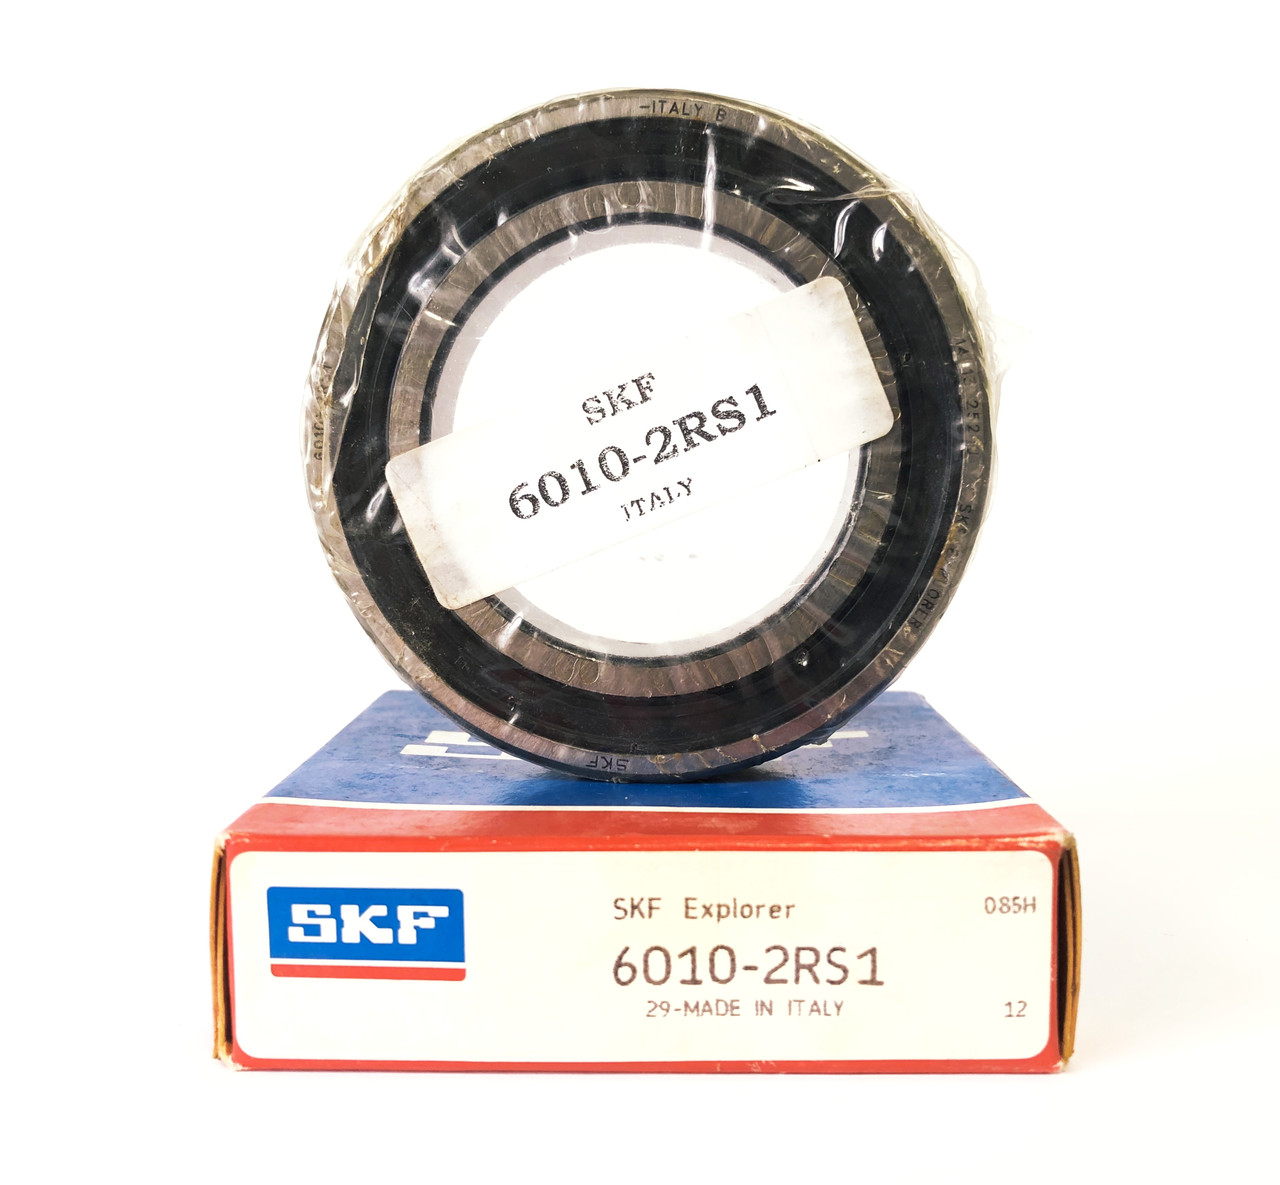 -ITALY B
SKF
6010-2RS1
ITALY
SKF
SKF
SKF Explorer
085H
6010-2RS1
29-MADE IN ITALY
12